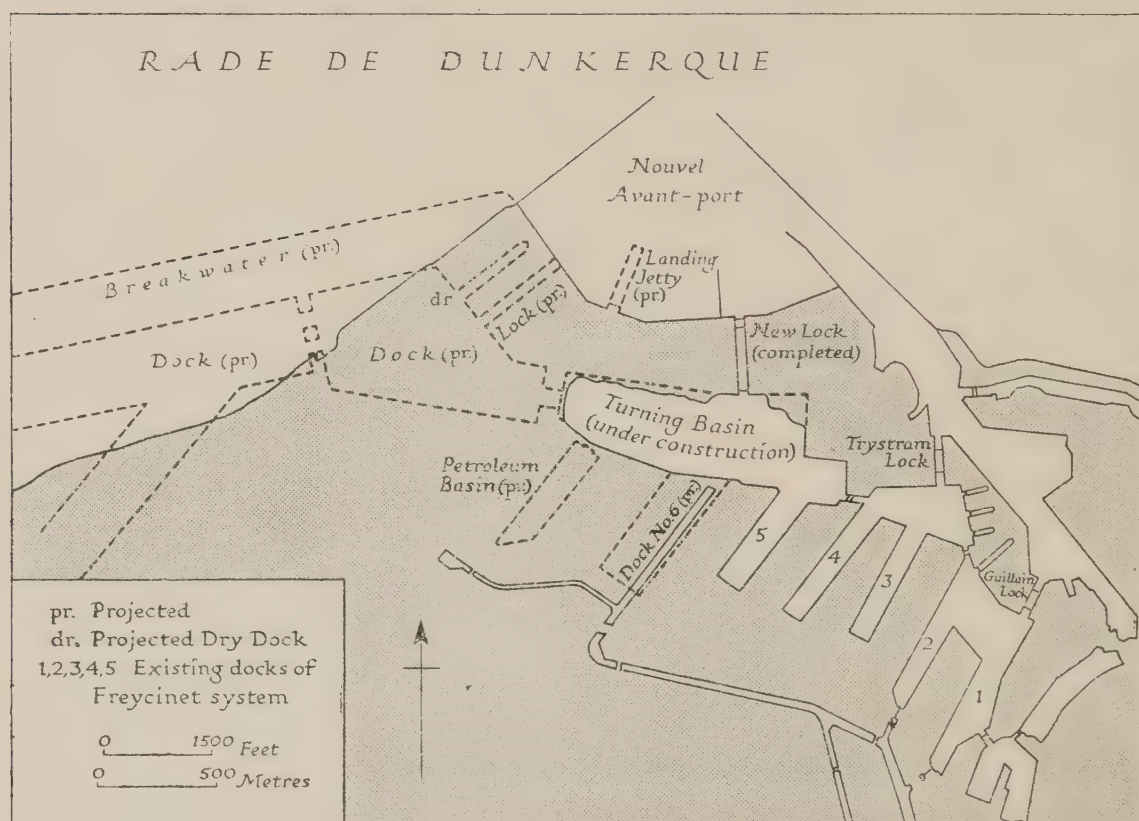 RADE DE DUNKERQUE
Nouvel
Avant-port
Breakwater (pr.)
Landing
Jetty
(pr.)
dr
Lock (pr.)
Dock (pr.)
Dock (pr.)
New Lock
(completed)
Turning Basin
(under construction)
Trystram
Lock
Petroleum
Basin (pr.)
Dock No.6 (pr.)
5
4
3
Guillain
Lock
2
1
pr. Projected
dr. Projected Dry Dock
1,2,3,4,5 Existing docks of
Freycinet system
0 1500 Feet
0 500 Metres